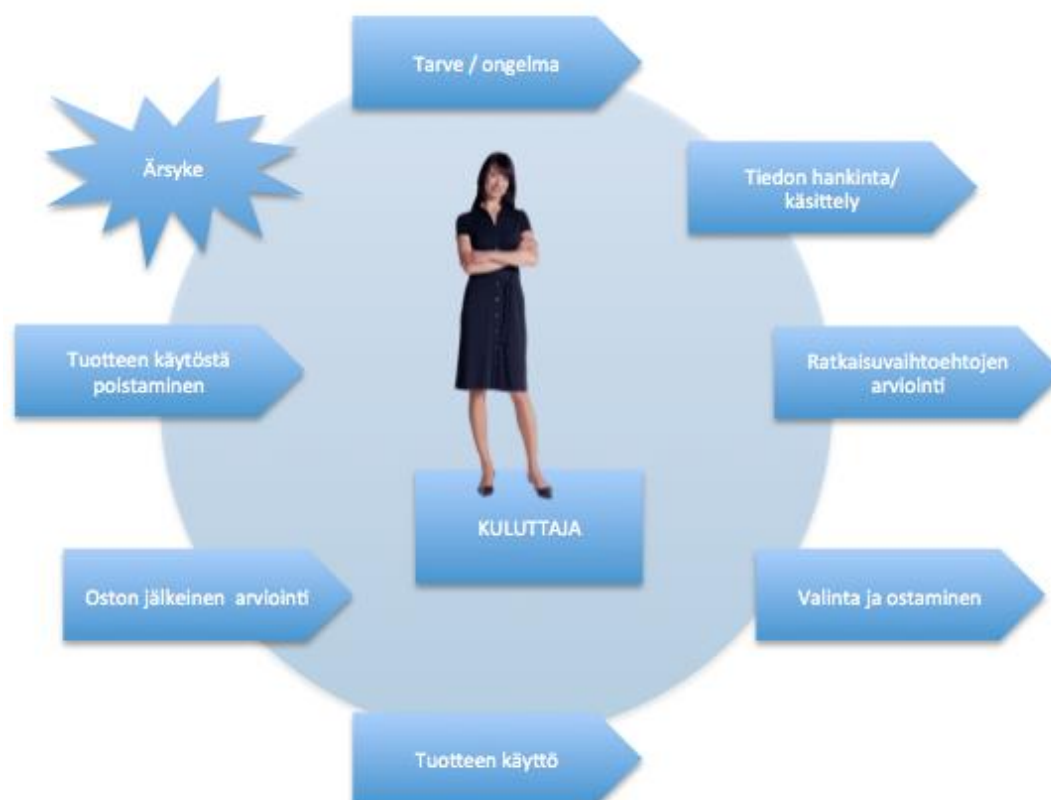 Tarve / ongelma
Ärsyke
Tiedon hankinta/
käsittely
Tuotteen käytöstä
poistaminen
Ratkaisuvaihtoehtojen
arviointi
KULUTTAJA
Oston jälkeinen arviointi
Valinta ja ostaminen
Tuotteen käyttö